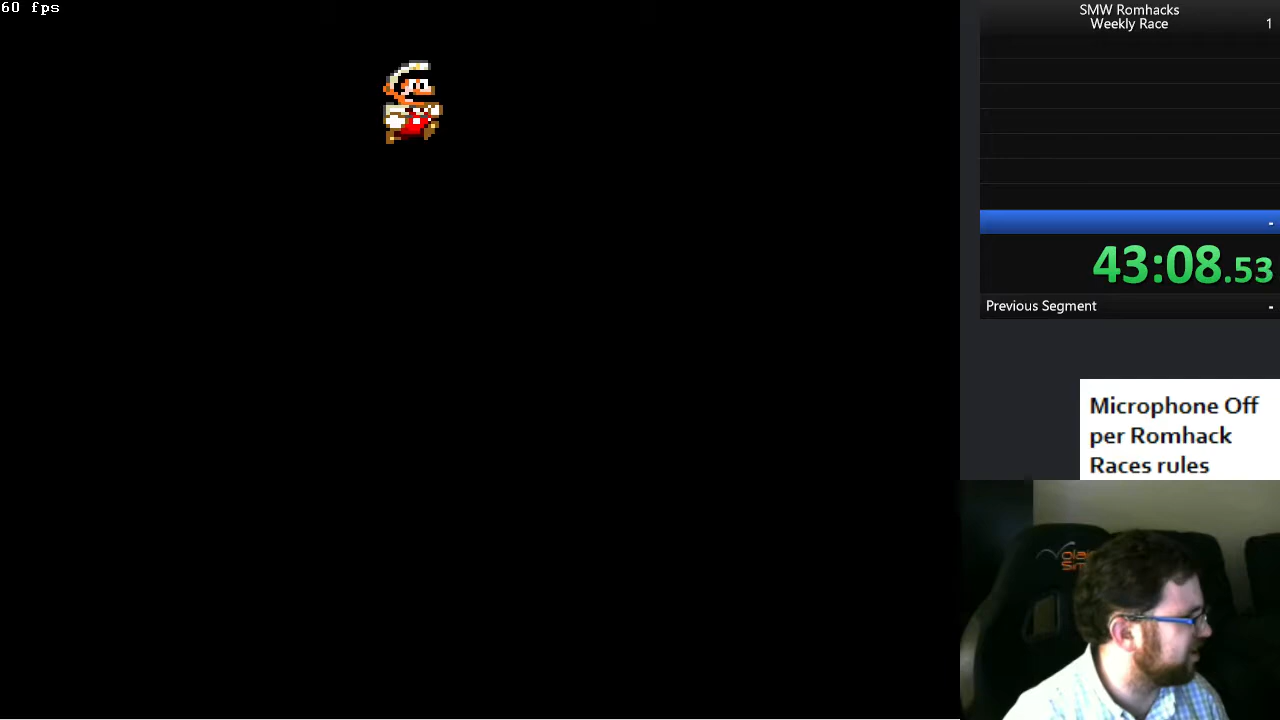 60 fps
SMW Romhacks
Weekly Race 1
-
43:08.53
Previous Segment -
Microphone Off
per Romhack
Races rules